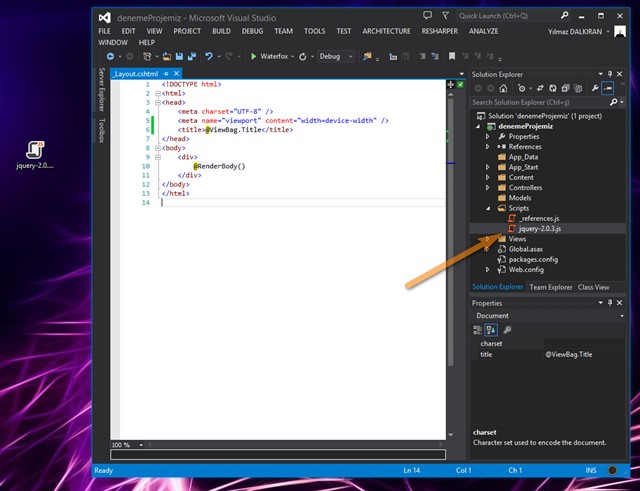 denemeProjemiz - Microsoft Visual Studio
Quick Launch (Ctrl+Q)
FILE EDIT VIEW PROJECT BUILD DEBUG TEAM TOOLS TEST ARCHITECTURE RESHARPER ANALYZE
Yılmaz DALKIRAN
WINDOW HELP
Waterfox
Debug
Server Explorer
Toolbox
_Layout.cshtml
1 <!DOCTYPE html>
2 <html>
3 <head>
4 <meta charset="UTF-8" />
5 <meta name="viewport" content="width=device-width" />
6 <title>@ViewBag.Title</title>
7 </head>
8 <body>
9 <div>
10 @RenderBody()
11 </div>
12 </body>
13 </html>
14
jquery-2.0....
Solution Explorer
Search Solution Explorer (Ctrl+ş)
Solution 'denemeProjemiz' (1 project)
denemeProjemiz
Properties
References
App_Data
App_Start
Content
Controllers
Models
Scripts
_references.js
jquery-2.0.3.js
Views
Global.asax
packages.config
Web.config
Solution Explorer Team Explorer Class View
Properties
Document
charset
title @ViewBag.Title
charset
Character set used to encode the document.
100 %
Ready Ln 14 Col 1 Ch 1 INS